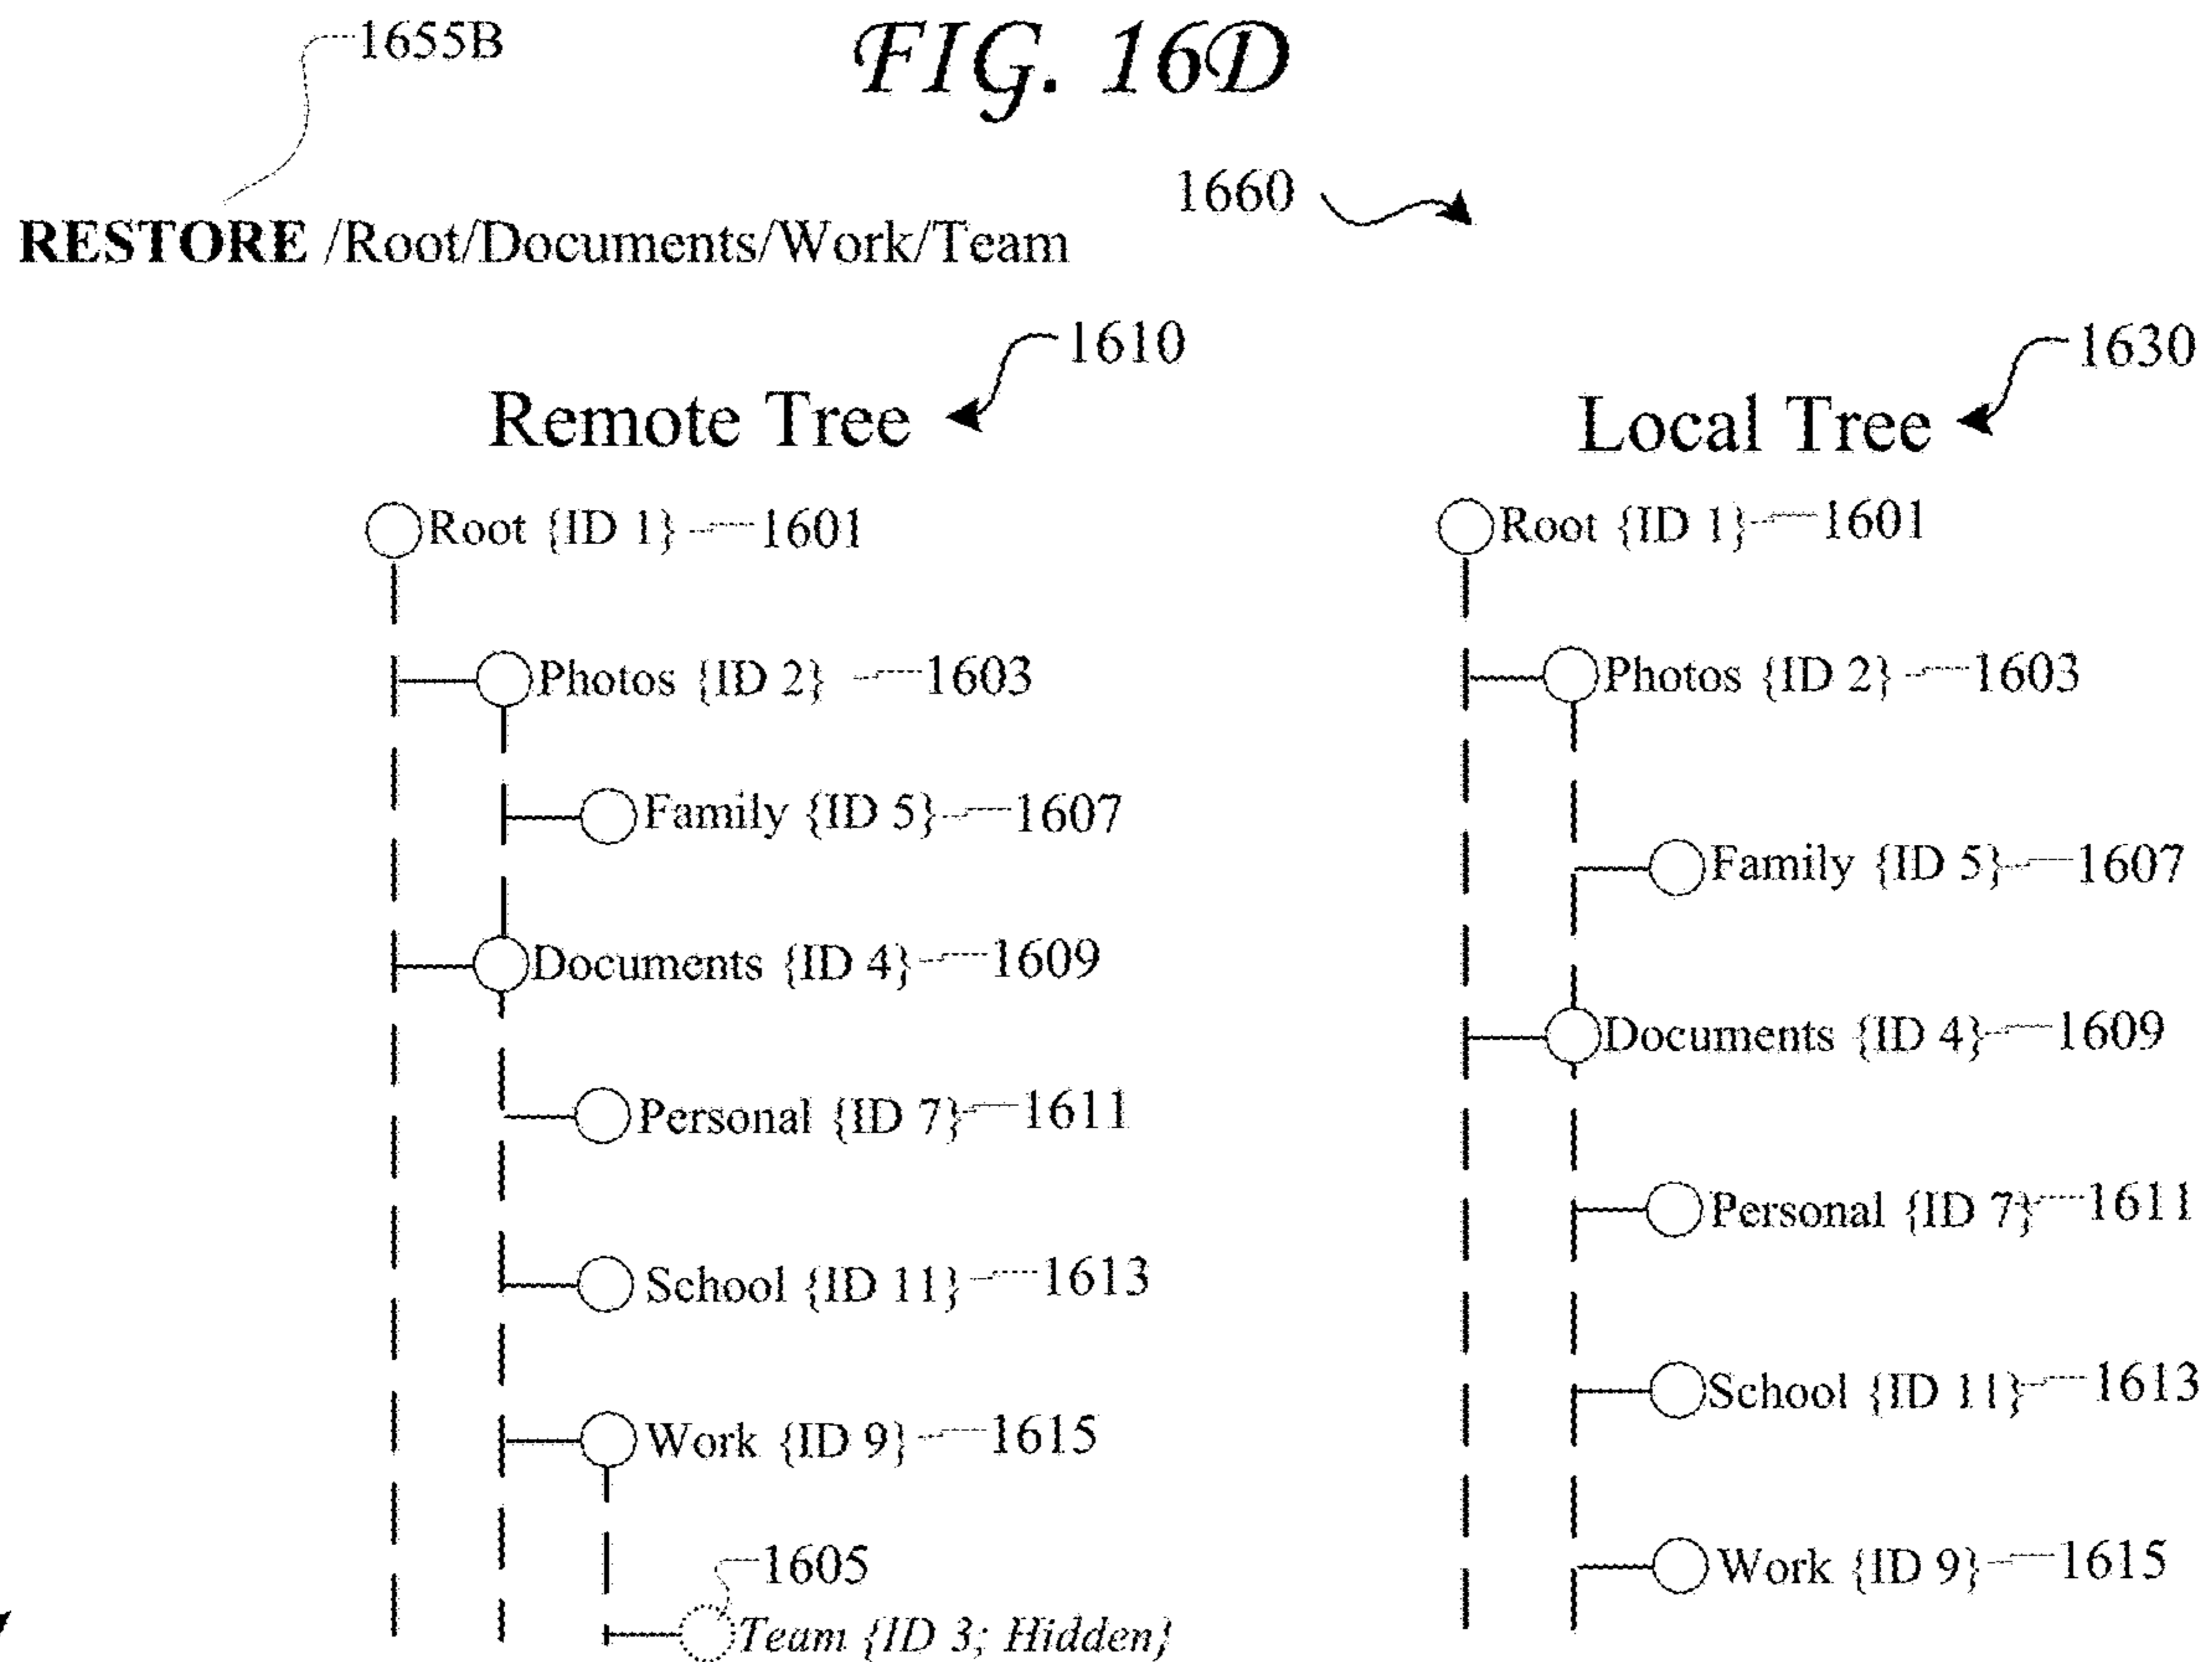 1655B
FIG. 16D
1660
RESTORE /Root/Documents/Work/Team
1610
Remote Tree
Root {ID 1} 1601
Photos {ID 2} 1603
Family {ID 5} 1607
Documents {ID 4} 1609
Personal {ID 7} 1611
School {ID 11} 1613
Work {ID 9} 1615
1605
Team {ID 3; Hidden}
1630
Local Tree
Root {ID 1} 1601
Photos {ID 2} 1603
Family {ID 5} 1607
Documents {ID 4} 1609
Personal {ID 7} 1611
School {ID 11} 1613
Work {ID 9} 1615